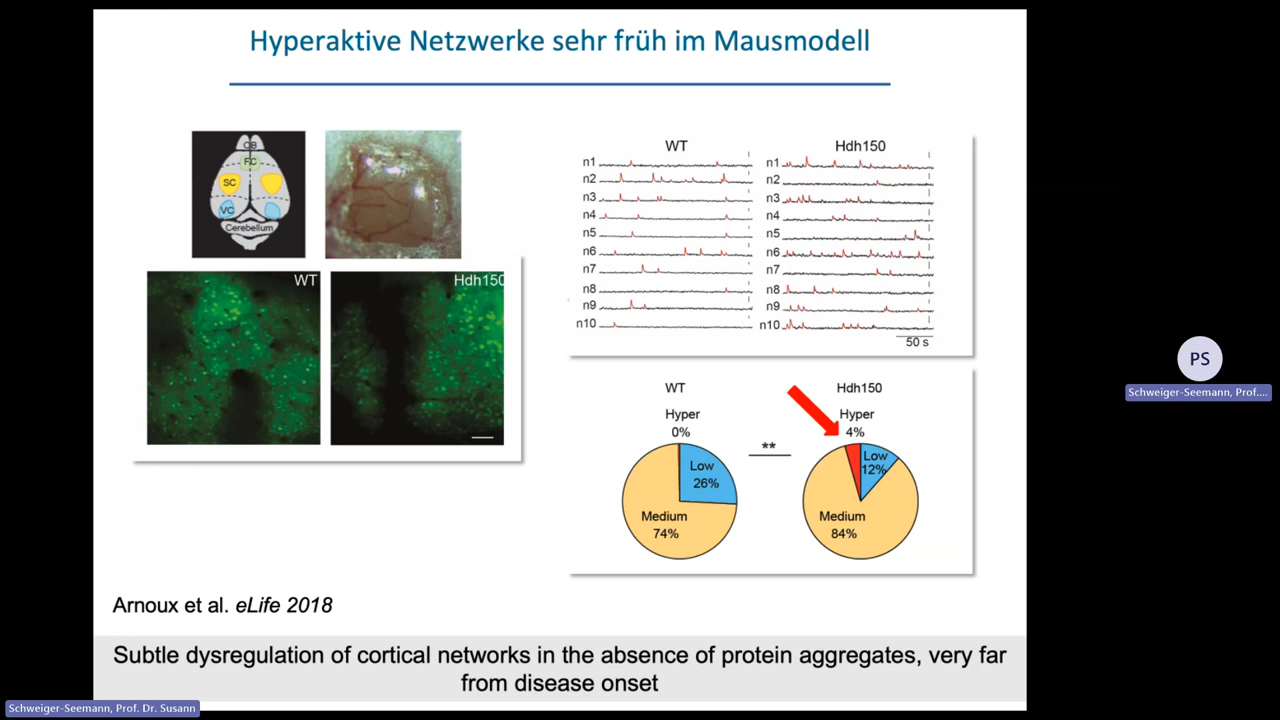 Hyperaktive Netzwerke sehr früh im Mausmodell
OB
FC
SC
VC
Cerebellum
WT
Hdh150
WT
Hdh150
n1
n2
n3
n4
n5
n6
n7
n8
n9
n10
n1
n2
n3
n4
n5
n6
n7
n8
n9
n10
50 s
WT
Hyper
0%
Low
26%
Medium
74%
**
Hdh150
Hyper
4%
Low
12%
Medium
84%
Arnoux et al. eLife 2018
Subtle dysregulation of cortical networks in the absence of protein aggregates, very far
from disease onset
PS
Schweiger-Seemann, Prof....
Schweiger-Seemann, Prof. Dr. Susann